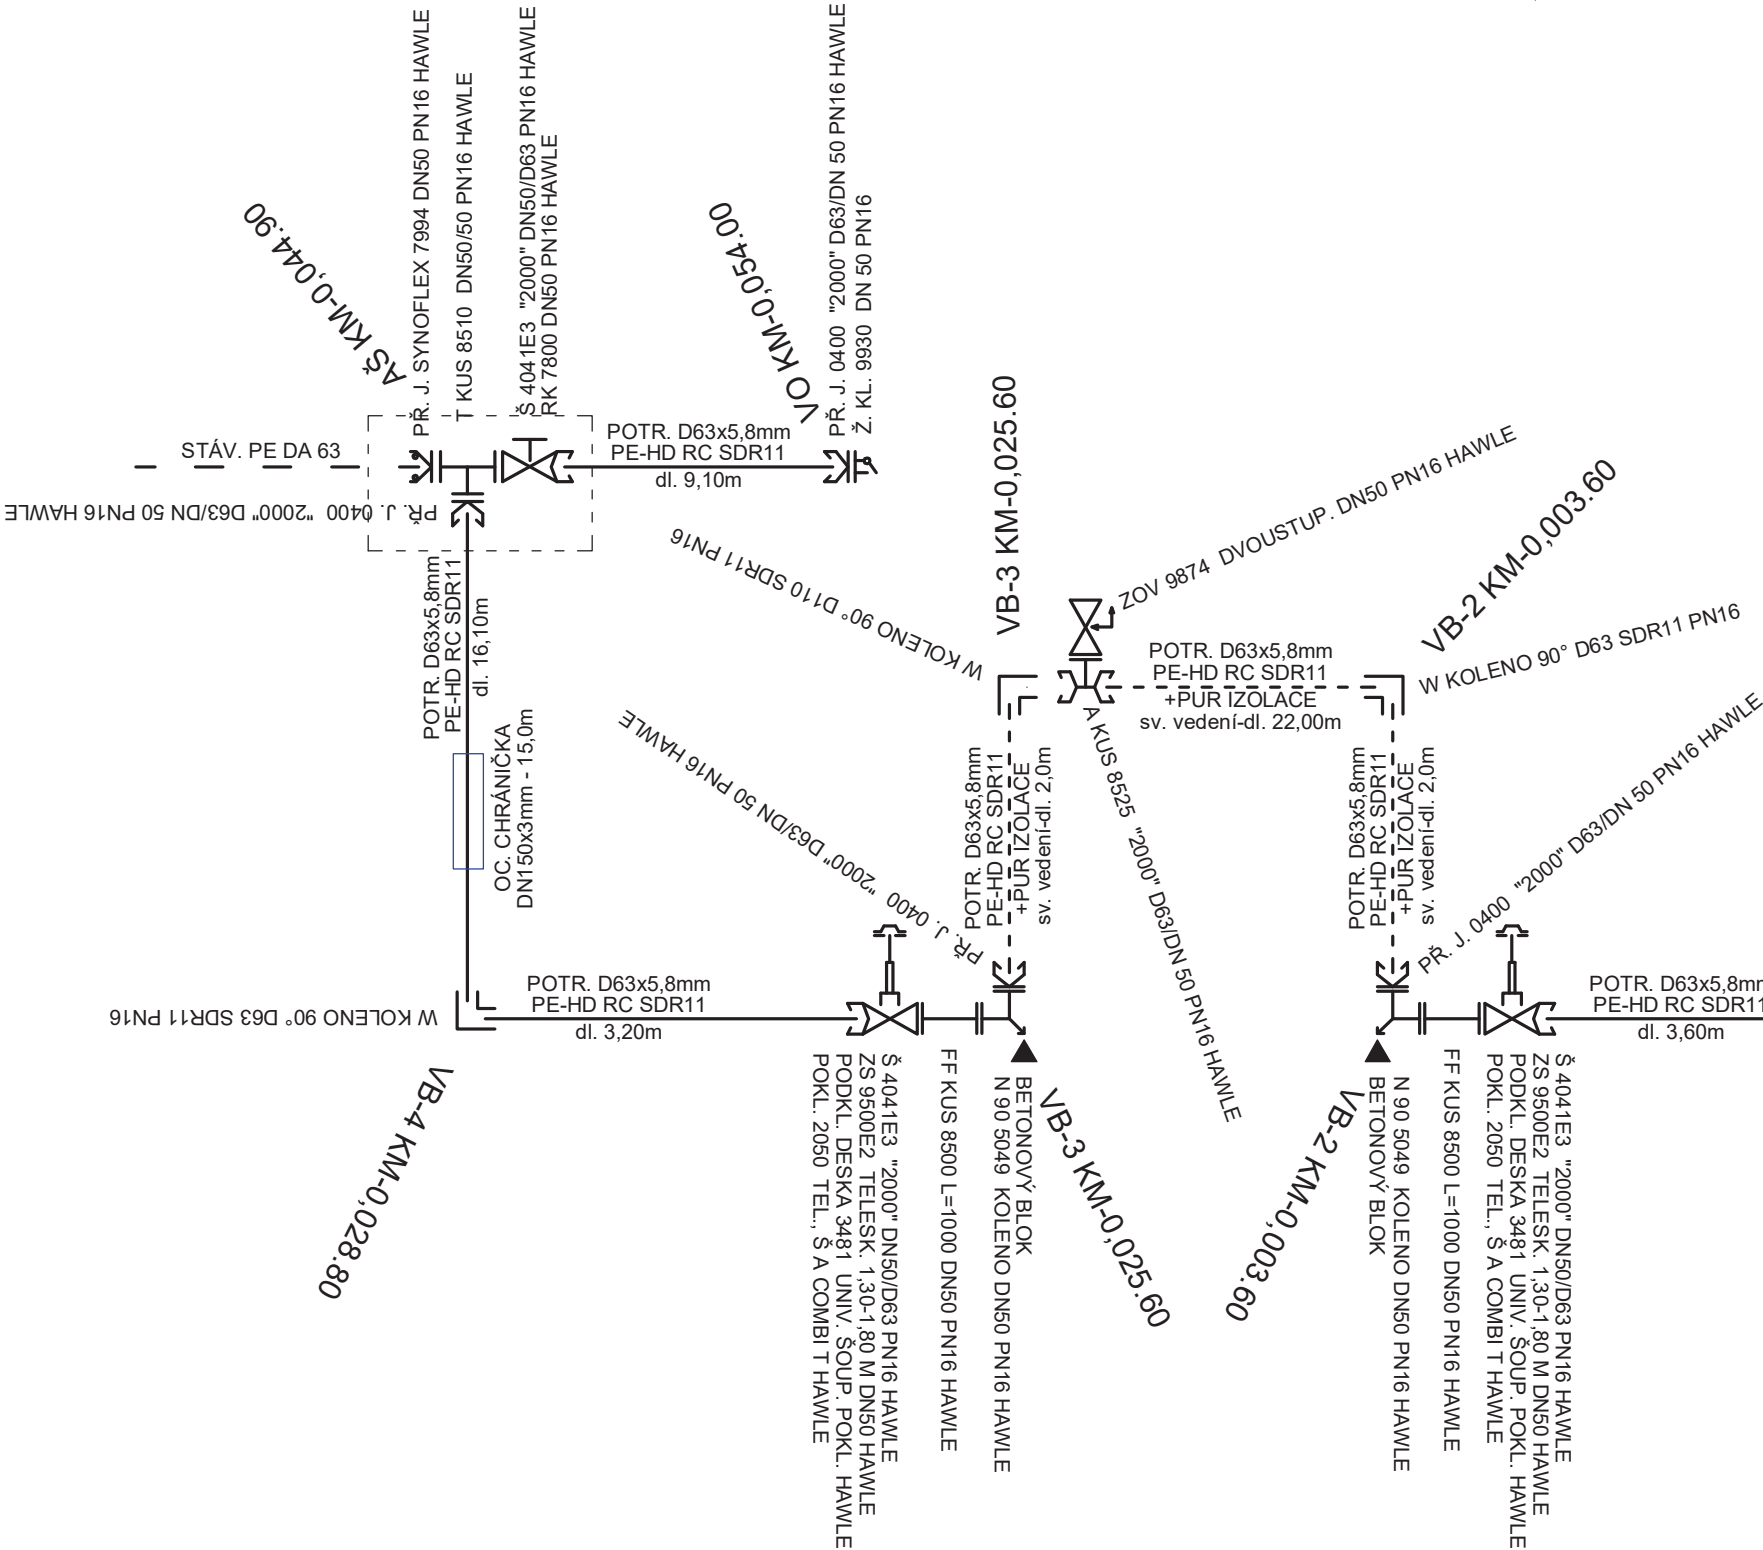 PŘ. J. SYNOFLEX 7994 DN50 PN16 HAWLE
T KUS 8510 DN50/50 PN16 HAWLE
Š 4041E3 "2000" DN50/D63 PN16 HAWLE
RK 7800 DN50 PN16 HAWLE
PŘ. J. 0400 "2000" D63/DN 50 PN16 HAWLE
Ž. KL. 9930 DN 50 PN16
AŠ KM-0,044.90
VO KM-0,054.00
STÁV. PE DA 63
POTR. D63x5,8mm
PE-HD RC SDR11
dl. 9,10m
PŘ. J. 0400 "2000" D63/DN 50 PN16 HAWLE
POTR. D63x5,8mm
PE-HD RC SDR11
dl. 16,10m
OC. CHRÁNIČKA
DN150x3mm - 15,0m
W KOLENO 90° D110 SDR11 PN16
VB-3 KM-0,025.60
ZOV 9874 DVOUSTUP. DN50 PN16 HAWLE
VB-2 KM-0,003.60
W KOLENO 90° D63 SDR11 PN16
POTR. D63x5,8mm
PE-HD RC SDR11
+PUR IZOLACE
sv. vedení-dl. 22,00m
PŘ. J. 0400 "2000" D63/DN 50 PN16 HAWLE
POTR. D63x5,8mm
PE-HD RC SDR11
+PUR IZOLACE
sv. vedení-dl. 2,0m
A KUS 8525 "2000" D63/DN 50 PN16 HAWLE
POTR. D63x5,8mm
PE-HD RC SDR11
+PUR IZOLACE
sv. vedení-dl. 2,0m
PŘ. J. 0400 "2000" D63/DN 50 PN16 HAWLE
W KOLENO 90° D63 SDR11 PN16
POTR. D63x5,8mm
PE-HD RC SDR11
dl. 3,20m
POTR. D63x5,8mm
PE-HD RC SDR11
dl. 3,60m
VB-4 KM-0,028.80
Š 4041E3 "2000" DN50/D63 PN16 HAWLE
ZS 9500E2 TELESK. 1,30-1,80 M DN50 HAWLE
PODKL. DESKA 3481 UNIV. ŠOUP. POKL. HAWLE
POKL. 2050 TEL., Š A COMBI T HAWLE
FF KUS 8500 L=1000 DN50 PN16 HAWLE
BETONOVÝ BLOK
N 90 5049 KOLENO DN50 PN16 HAWLE
VB-3 KM-0,025.60
VB-2 KM-0,003.60
N 90 5049 KOLENO DN50 PN16 HAWLE
BETONOVÝ BLOK
FF KUS 8500 L=1000 DN50 PN16 HAWLE
Š 4041E3 "2000" DN50/D63 PN16 HAWLE
ZS 9500E2 TELESK. 1,30-1,80 M DN50 HAWLE
PODKL. DESKA 3481 UNIV. ŠOUP. POKL. HAWLE
POKL. 2050 TEL., Š A COMBI T HAWLE